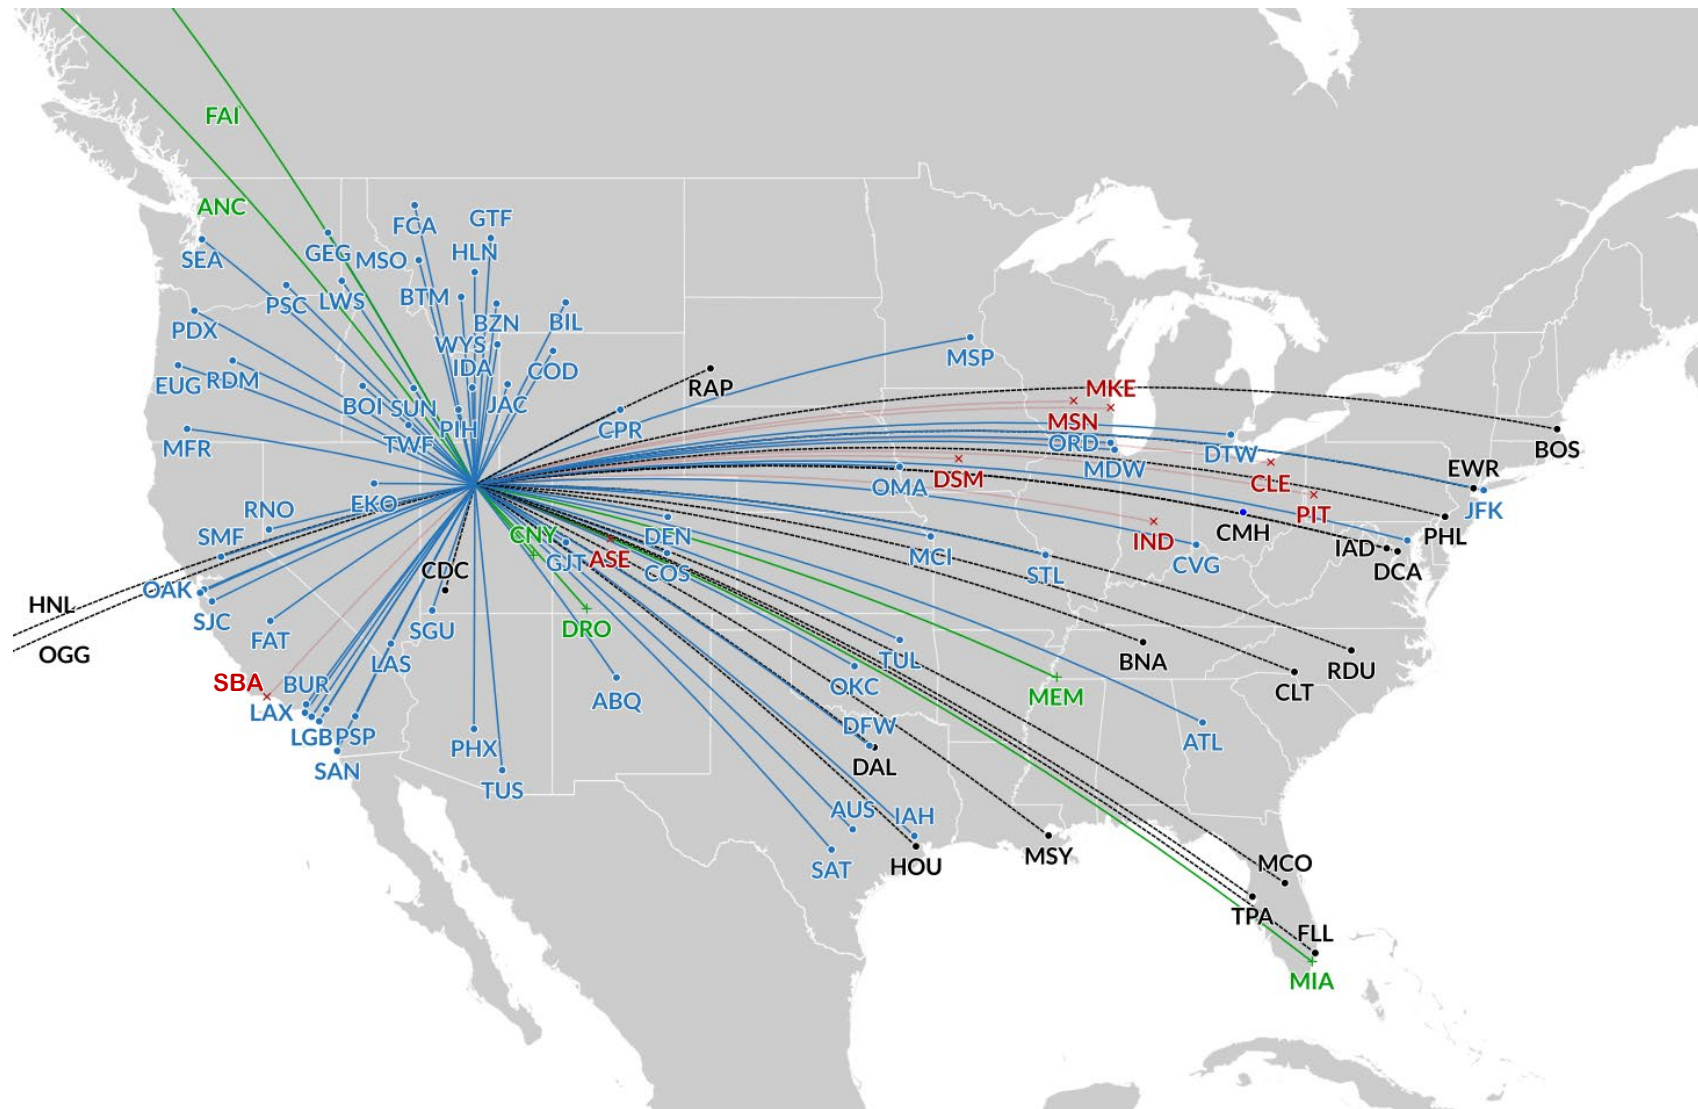 FAI
ANC
FCA
GTF
SEA
GEG
MSO
HLN
PSC
LWS
BTM
PDX
BZN
BIL
WYS
IDA
COD
MSP
EUG
RDM
RAP
MKE
BOI
SUN
JAC
MSN
PIH
CPR
MFR
TWF
ORD
DTW
BOS
MDW
EWR
OMA
DSM
CLE
RNO
EKO
JFK
PIT
SMF
CNY
DEN
CMH
PHL
IND
IAD
GJT
ASE
MCI
CDC
COS
STL
CVG
DCA
OAK
HNL
SJC
DRO
FAT
SGU
OGG
LAS
TUL
BNA
RDU
SBA
BUR
OKC
CLT
MEM
ABQ
LAX
DFW
LGB
PSP
PHX
ATL
SAN
DAL
TUS
AUS
IAH
SAT
HOU
MSY
MCO
TPA
FLL
MIA